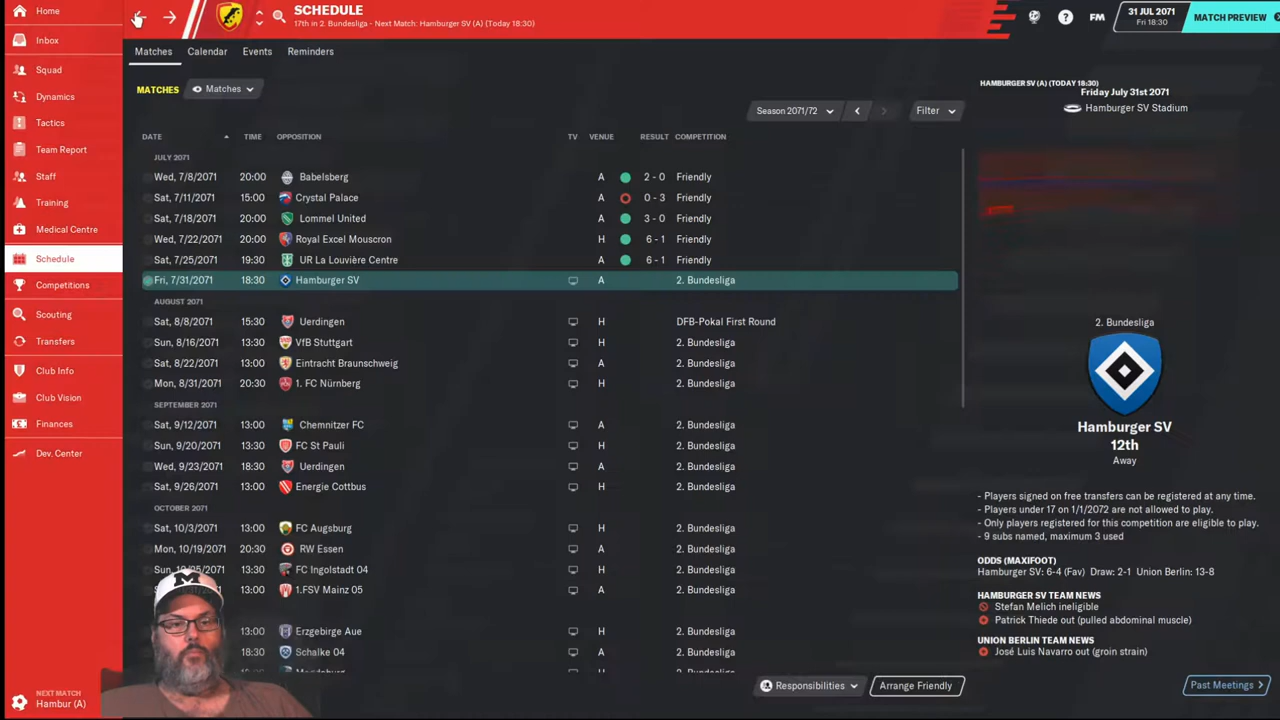 Home
Inbox
Squad
Dynamics
Tactics
Team Report
Staff
Training
Medical Centre
Schedule
Competitions
Scouting
Transfers
Club Info
Club Vision
Finances
Dev. Center
NEXT MATCH
Hambur (A)
SCHEDULE
17th in 2. Bundesliga - Next Match: Hamburger SV (A) (Today 18:30)
FM
31 JUL 2071
Fri 18:30
MATCH PREVIEW
Matches Calendar Events Reminders
MATCHES Matches
Season 2071/72 Filter
DATE TIME OPPOSITION TV VENUE RESULT COMPETITION
JULY 2071
Wed, 7/8/2071 20:00 Babelsberg A 2 - 0 Friendly
Sat, 7/11/2071 15:00 Crystal Palace A 0 - 3 Friendly
Sat, 7/18/2071 20:00 Lommel United A 3 - 0 Friendly
Wed, 7/22/2071 20:00 Royal Excel Mouscron H 6 - 1 Friendly
Sat, 7/25/2071 19:30 UR La Louvière Centre A 6 - 1 Friendly
Fri, 7/31/2071 18:30 Hamburger SV A 2. Bundesliga
AUGUST 2071
Sat, 8/8/2071 15:30 Uerdingen H DFB-Pokal First Round
Sun, 8/16/2071 13:30 VfB Stuttgart H 2. Bundesliga
Sat, 8/22/2071 13:00 Eintracht Braunschweig A 2. Bundesliga
Mon, 8/31/2071 20:30 1. FC Nürnberg H 2. Bundesliga
SEPTEMBER 2071
Sat, 9/12/2071 13:00 Chemnitzer FC A 2. Bundesliga
Sun, 9/20/2071 13:30 FC St Pauli H 2. Bundesliga
Wed, 9/23/2071 18:30 Uerdingen A 2. Bundesliga
Sat, 9/26/2071 13:00 Energie Cottbus H 2. Bundesliga
OCTOBER 2071
Sat, 10/3/2071 13:00 FC Augsburg H 2. Bundesliga
Mon, 10/19/2071 20:30 RW Essen A 2. Bundesliga
13:30 FC Ingolstadt 04 H 2. Bundesliga
13:00 1.FSV Mainz 05 A 2. Bundesliga
13:00 Erzgebirge Aue H 2. Bundesliga
18:30 Schalke 04 A 2. Bundesliga
Responsibilities Arrange Friendly
HAMBURGER SV (A) (TODAY 18:30)
Friday July 31st 2071
Hamburger SV Stadium
2. Bundesliga
Hamburger SV
12th
Away
- Players signed on free transfers can be registered at any time.
- Players under 17 on 1/1/2072 are not allowed to play.
- Only players registered for this competition are eligible to play.
- 9 subs named, maximum 3 used
ODDS (MAXIFOOT)
Hamburger SV: 6-4 (Fav) Draw: 2-1 Union Berlin: 13-8
HAMBURGER SV TEAM NEWS
Stefan Melich ineligible
Patrick Thiede out (pulled abdominal muscle)
UNION BERLIN TEAM NEWS
José Luis Navarro out (groin strain)
Past Meetings